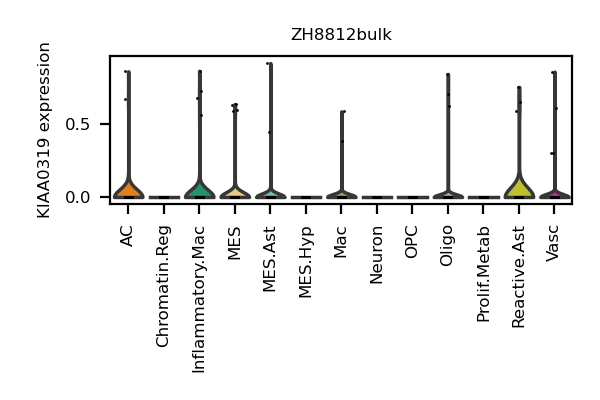 ZH8812bulk
KIAA0319 expression
0.5
0.0
AC
Chromatin.Reg
Inflammatory.Mac
MES
MES.Ast
MES.Hyp
Mac
Neuron
OPC
Oligo
Prolif.Metab
Reactive.Ast
Vasc